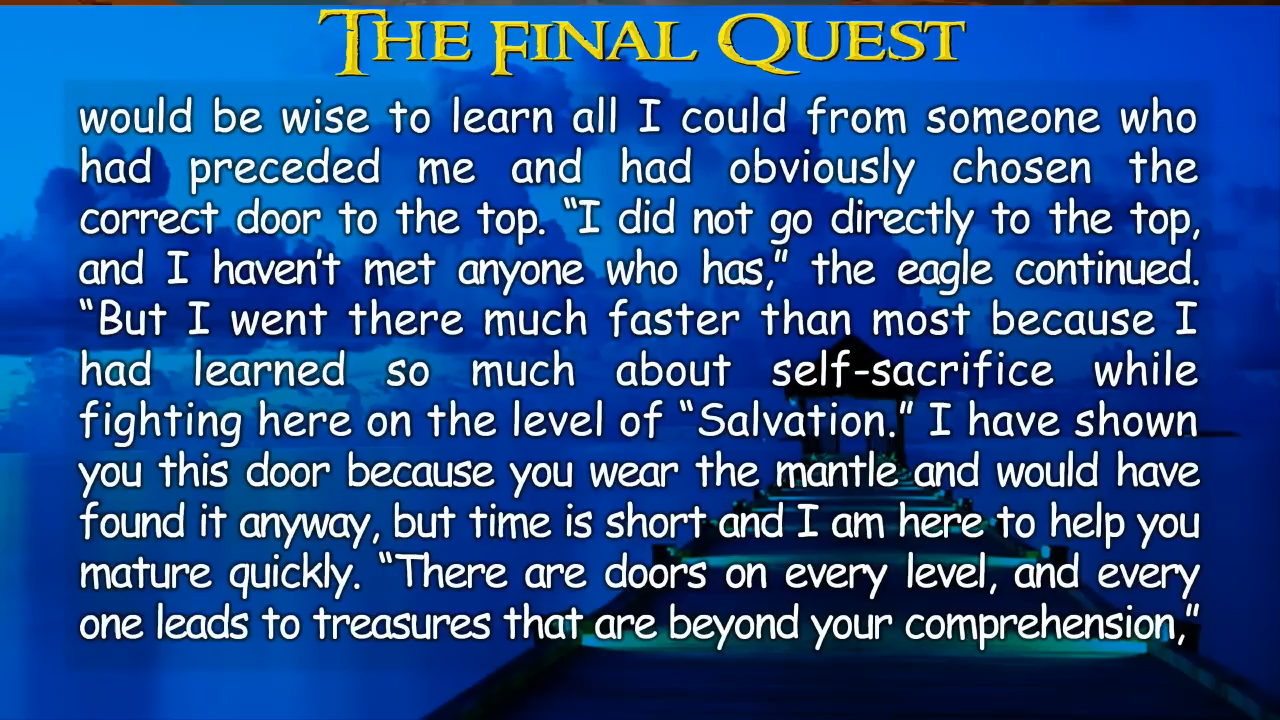 The Final Quest
would be wise to learn all I could from someone who
had preceded me and had obviously chosen the
correct door to the top. “I did not go directly to the top,
and I haven’t met anyone who has,” the eagle continued.
“But I went there much faster than most because I
had learned so much about self-sacrifice while
fighting here on the level of “Salvation.” I have shown
you this door because you wear the mantle and would have
found it anyway, but time is short and I am here to help you
mature quickly. “There are doors on every level, and every
one leads to treasures that are beyond your comprehension,”